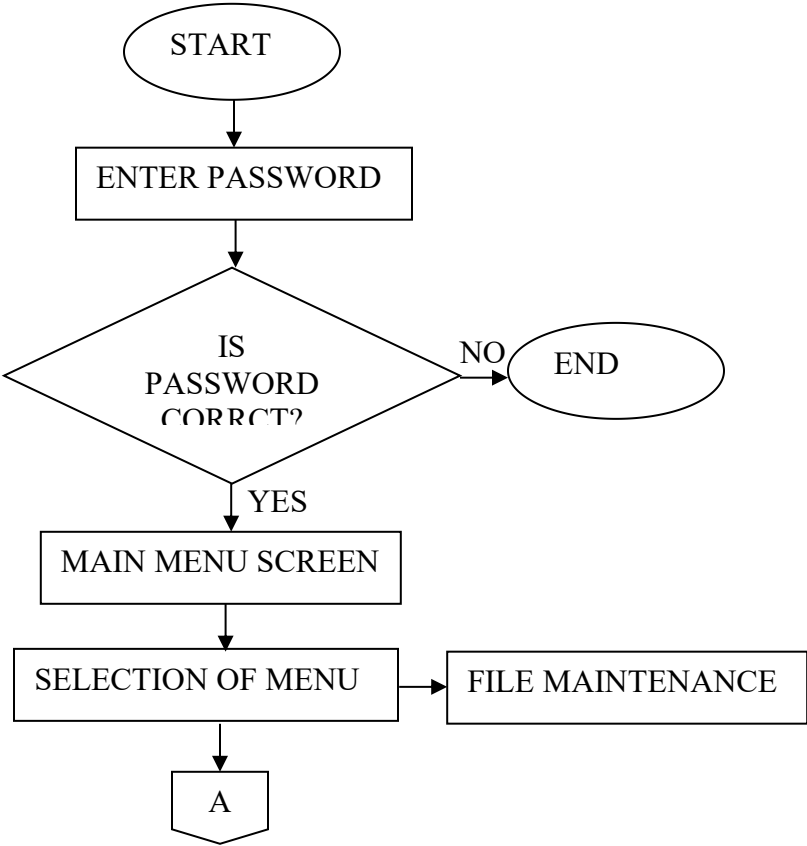 START
ENTER PASSWORD
IS
PASSWORD
CORRCT?
NO
END
YES
MAIN MENU SCREEN
SELECTION OF MENU
FILE MAINTENANCE
A